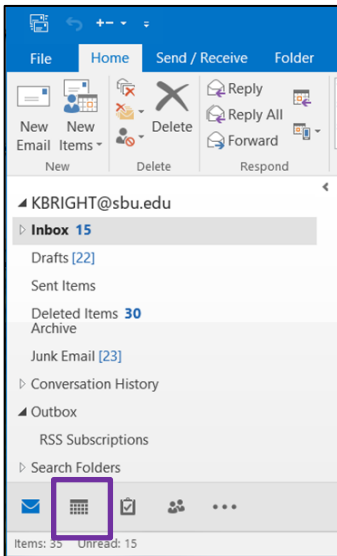 File Home Send / Receive Folder
New Email
New Items
Delete
Reply
Reply All
Forward
New Delete Respond
KBRIGHT@sbu.edu
Inbox 15
Drafts [22]
Sent Items
Deleted Items 30
Archive
Junk Email [23]
Conversation History
Outbox
RSS Subscriptions
Search Folders
Items: 35 Unread: 15